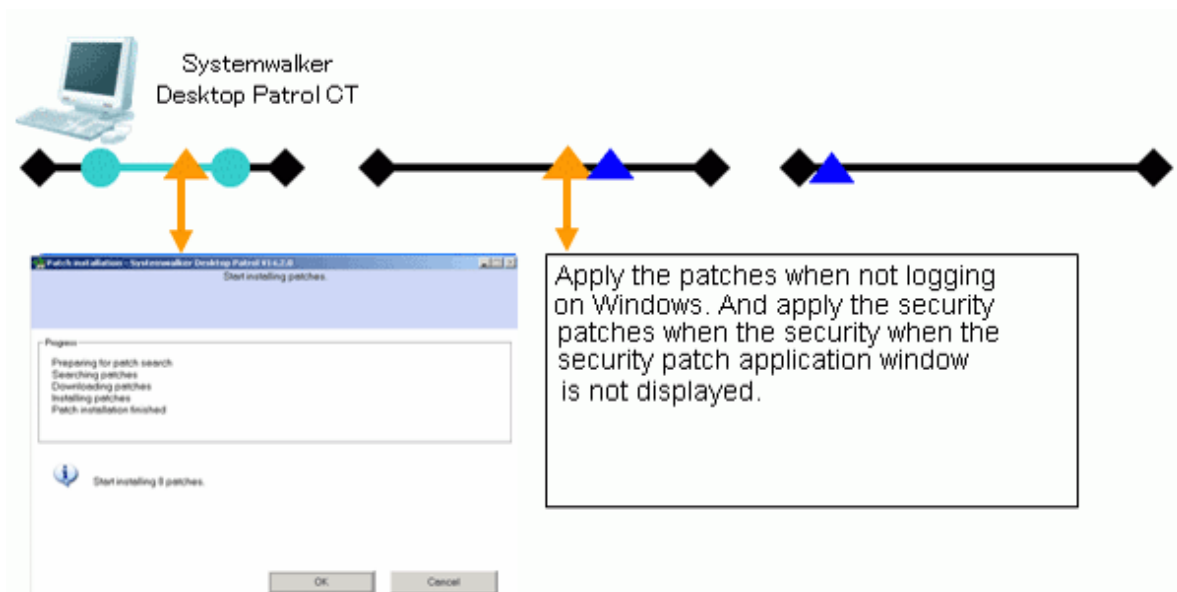 Systemwalker
Desktop Patrol CT
Patch installation - Systemwalker Desktop Patrol V14.2.0
Start installing patches.
Progress
Preparing for patch search
Searching patches
Downloading patches
Installing patches
Patch installation finished
Start installing 8 patches.
OK
Cancel
Apply the patches when not logging
on Windows. And apply the security
patches when the security when the
security patch application window
is not displayed.